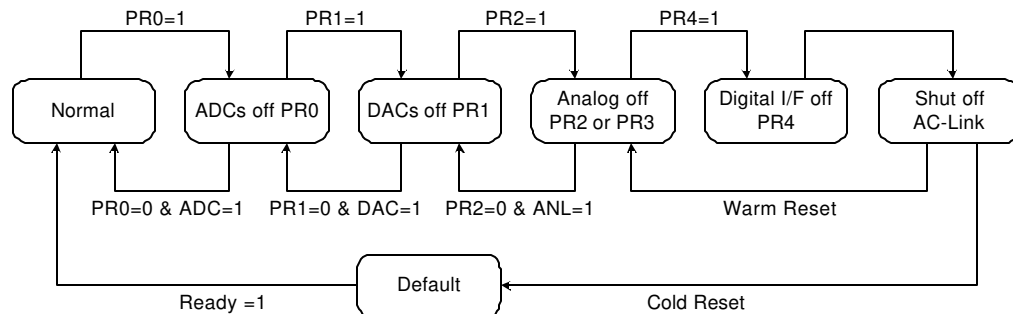 PR0=1
PR1=1
PR2=1
PR4=1
Normal
ADCs off PR0
DACs off PR1
Analog off
PR2 or PR3
Digital I/F off
PR4
Shut off
AC-Link
PR0=0 & ADC=1
PR1=0 & DAC=1
PR2=0 & ANL=1
Warm Reset
Default
Ready =1
Cold Reset